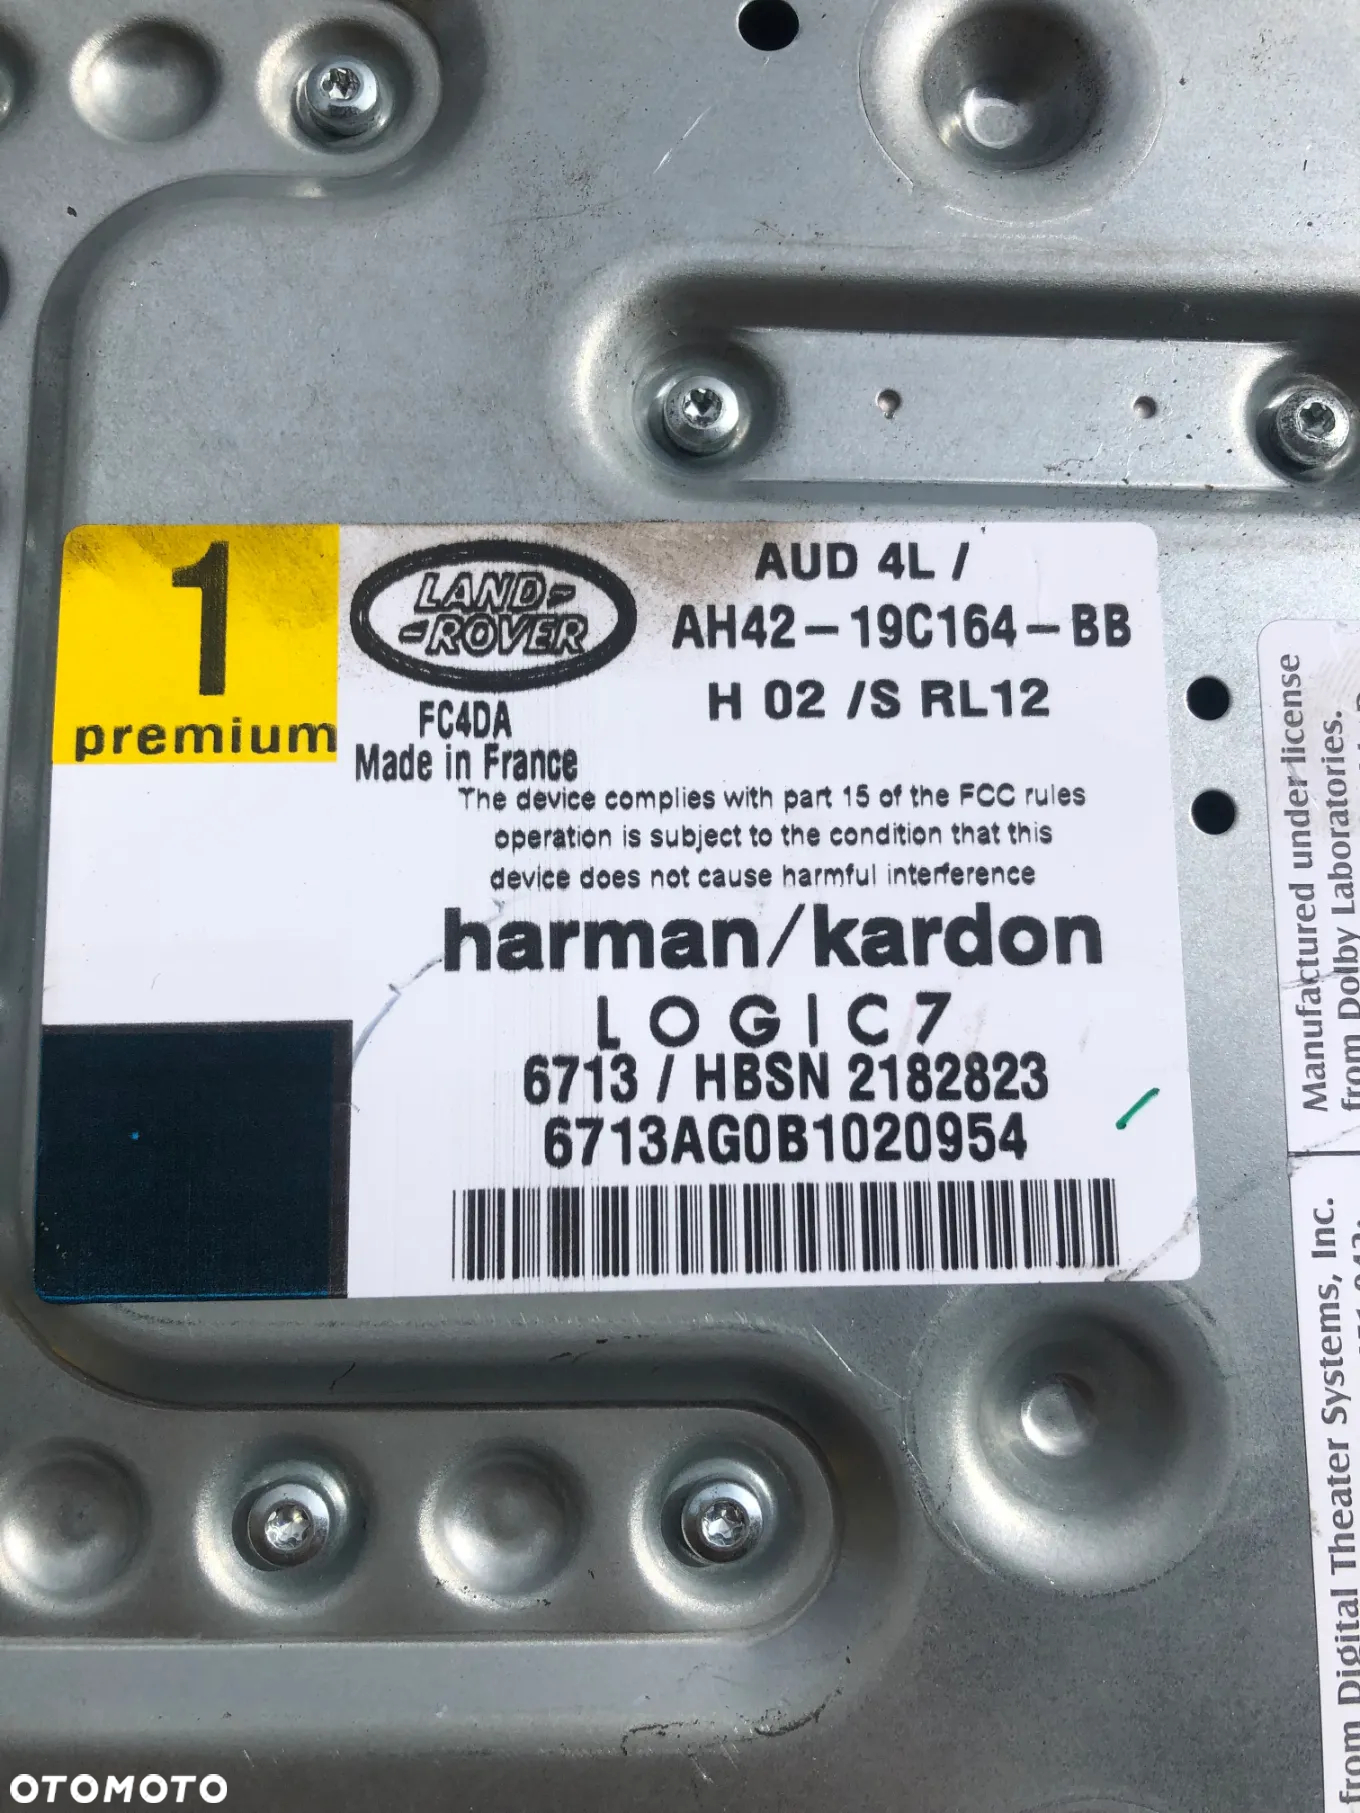 1
premium
LAND-
-ROVER
FC4DA
Made in France
AUD 4L /
AH42-19C164-BB
H 02 /S RL12
The device complies with part 15 of the FCC rules
operation is subject to the condition that this
device does not cause harmful interference
harman/kardon
LOGIC7
6713 / HBSN 2182823
6713AG0B1020954
Manufactured under license
from Dolby Laboratories.
from Digital Theater Systems, Inc.
OTOMOTO